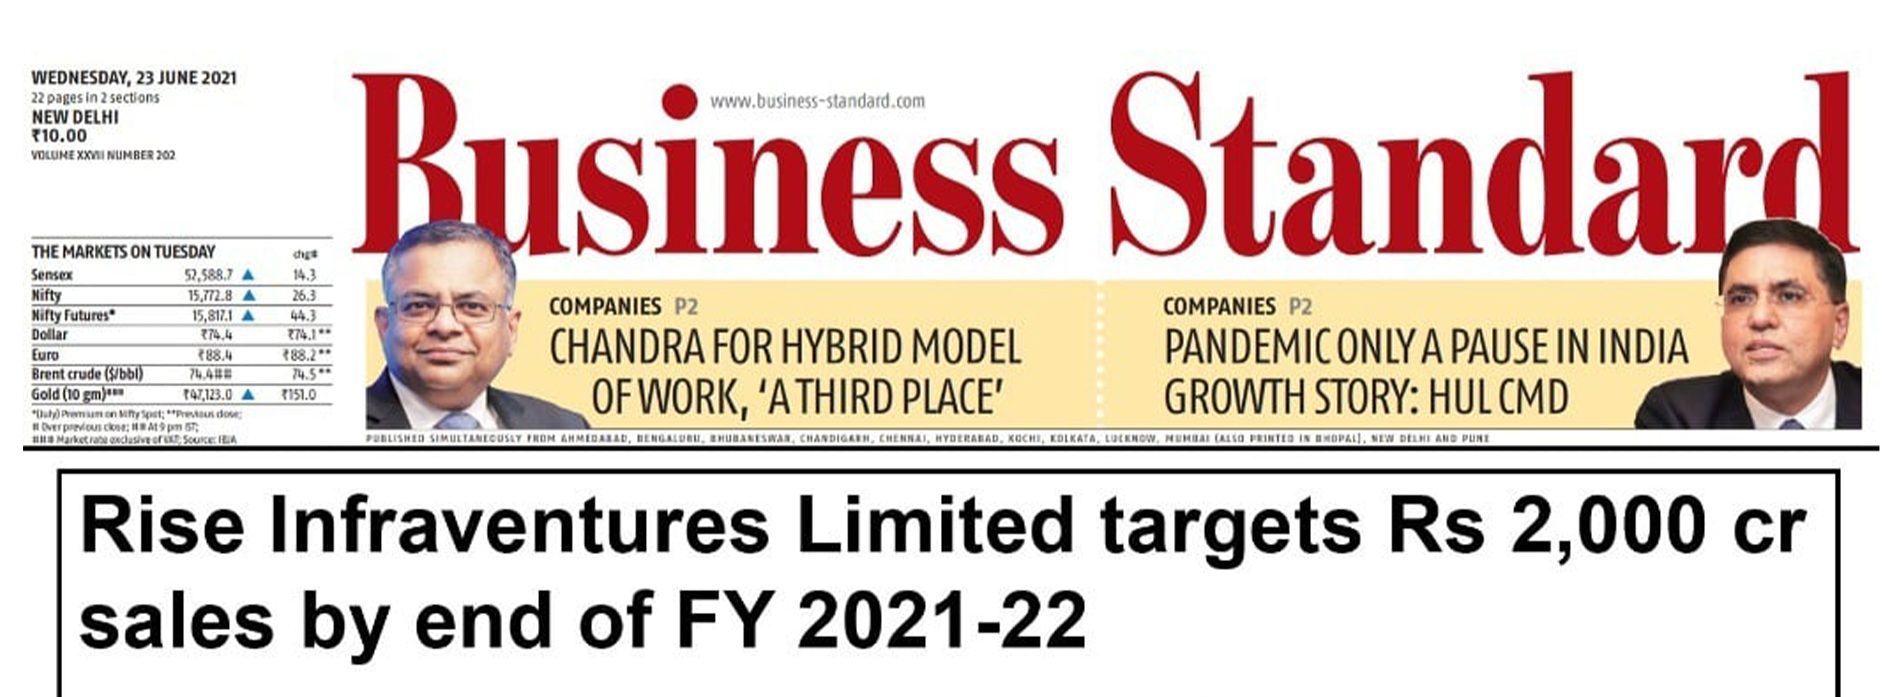 WEDNESDAY, 23 JUNE 2021
22 pages in 2 sections
NEW DELHI
₹10.00
VOLUME XXVII NUMBER 202
THE MARKETS ON TUESDAY chg#
Sensex 52,588.7 ▲ 14.3
Nifty 15,772.8 ▲ 26.3
Nifty Futures* 15,817.1 ▲ 44.3
Dollar ₹74.4 ₹74.1**
Euro ₹88.4 ₹88.2**
Brent crude ($/bbl) 74.4## 74.5**
Gold (10 gm)### ₹47,123.0 ▲ ₹151.0
*(July) Premium on Nifty Spot; **Previous close;
# Over previous close; ## At 9 pm IST;
### Market rate exclusive of VAT; Source: IBJA
www.business-standard.com
Business Standard
COMPANIES P2
CHANDRA FOR HYBRID MODEL
OF WORK, ‘A THIRD PLACE’
COMPANIES P2
PANDEMIC ONLY A PAUSE IN INDIA
GROWTH STORY: HUL CMD
PUBLISHED SIMULTANEOUSLY FROM AHMEDABAD, BENGALURU, BHUBANESWAR, CHANDIGARH, CHENNAI, HYDERABAD, KOCHI, KOLKATA, LUCKNOW, MUMBAI (ALSO PRINTED IN BHOPAL), NEW DELHI AND PUNE
Rise Infraventures Limited targets Rs 2,000 cr
sales by end of FY 2021-22